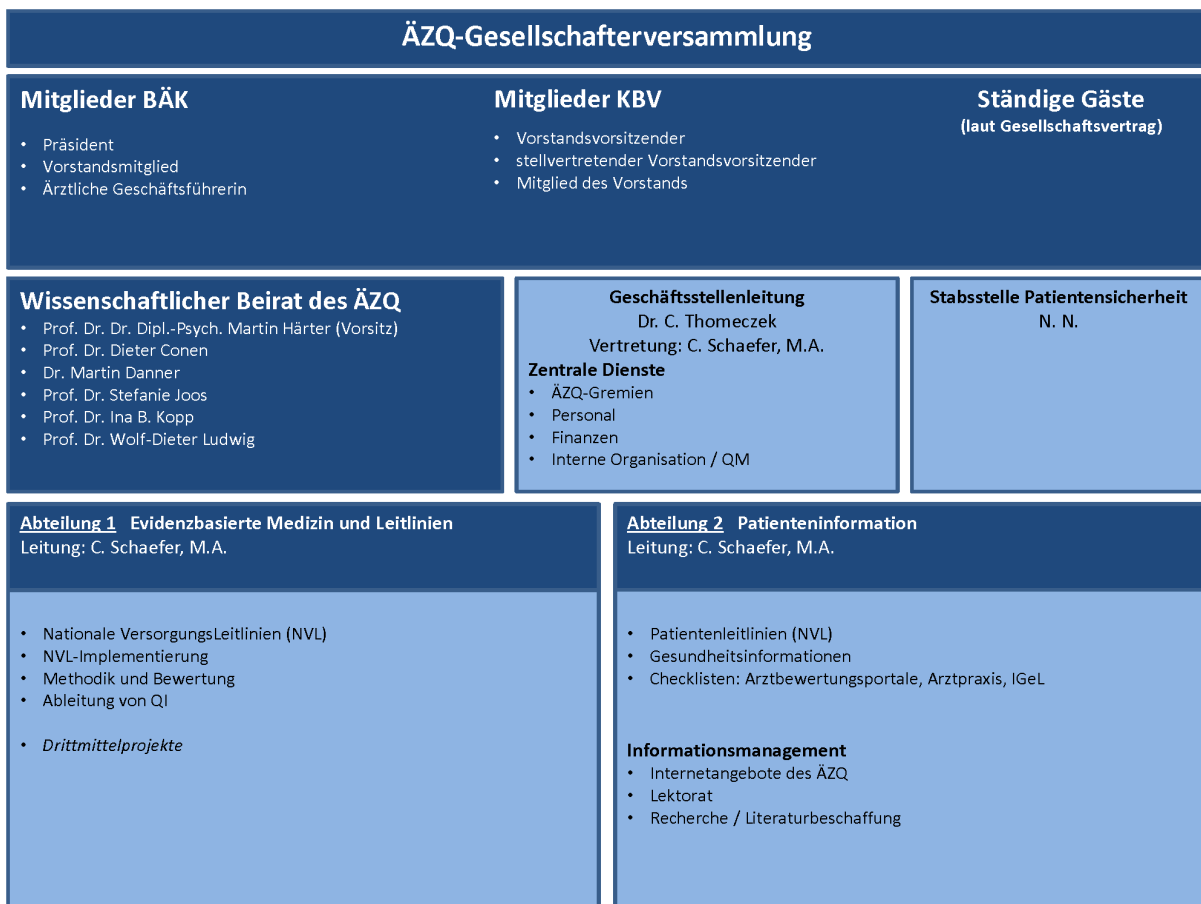 ÄZQ-Gesellschafterversammlung
Mitglieder BÄK
• Präsident
• Vorstandsmitglied
• Ärztliche Geschäftsführerin
Mitglieder KBV
• Vorstandsvorsitzender
• stellvertretender Vorstandsvorsitzender
• Mitglied des Vorstands
Ständige Gäste
(laut Gesellschaftsvertrag)
Wissenschaftlicher Beirat des ÄZQ
• Prof. Dr. Dr. Dipl.-Psych. Martin Härter (Vorsitz)
• Prof. Dr. Dieter Conen
• Dr. Martin Danner
• Prof. Dr. Stefanie Joos
• Prof. Dr. Ina B. Kopp
• Prof. Dr. Wolf-Dieter Ludwig
Geschäftsstellenleitung
Dr. C. Thomeczek
Vertretung: C. Schaefer, M.A.
Zentrale Dienste
• ÄZQ-Gremien
• Personal
• Finanzen
• Interne Organisation / QM
Stabsstelle Patientensicherheit
N. N.
Abteilung 1 Evidenzbasierte Medizin und Leitlinien
Leitung: C. Schaefer, M.A.
• Nationale VersorgungsLeitlinien (NVL)
• NVL-Implementierung
• Methodik und Bewertung
• Ableitung von QI
• Drittmittelprojekte
Abteilung 2 Patienteninformation
Leitung: C. Schaefer, M.A.
• Patientenleitlinien (NVL)
• Gesundheitsinformationen
• Checklisten: Arztbewertungsportale, Arztpraxis, IGeL
Informationsmanagement
• Internetangebote des ÄZQ
• Lektorat
• Recherche / Literaturbeschaffung